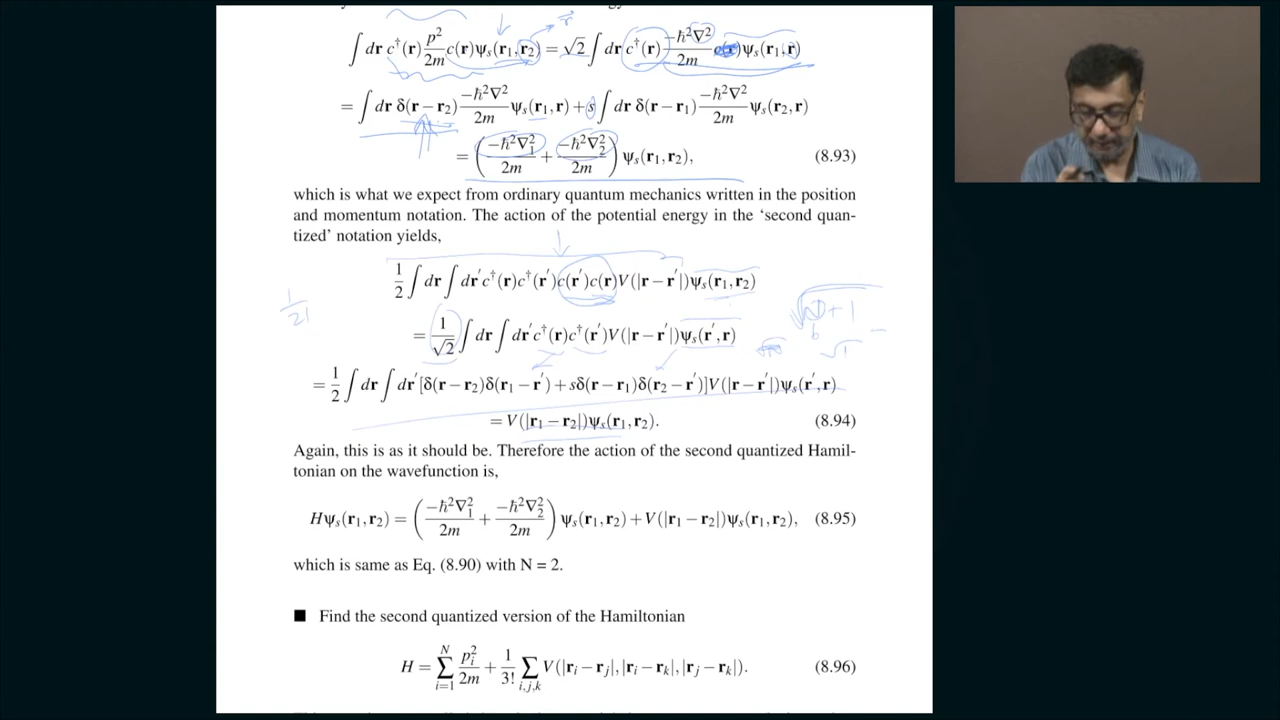 ∫ dr c†(r) p²/2m c(r)ψₛ(r₁, r₂) = √2 ∫ dr c†(r) −ħ²∇²/2m ψₛ(r₁, r)
= ∫ dr δ(r − r₂) −ħ²∇²/2m ψₛ(r₁, r) + s ∫ dr δ(r − r₁) −ħ²∇²/2m ψₛ(r₂, r)
= (−ħ²∇₁²/2m + −ħ²∇₂²/2m) ψₛ(r₁, r₂), (8.93)
which is what we expect from ordinary quantum mechanics written in the position
and momentum notation. The action of the potential energy in the ‘second quan-
tized’ notation yields,
1/2 ∫ dr ∫ dr′ c†(r)c†(r′)c(r′)c(r)V(|r − r′|)ψₛ(r₁, r₂)
= 1/√2 ∫ dr ∫ dr′ c†(r)c†(r′)V(|r − r′|)ψₛ(r′, r)
= 1/2 ∫ dr ∫ dr′ [δ(r − r₂)δ(r₁ − r′) + sδ(r − r₁)δ(r₂ − r′)]V(|r − r′|)ψₛ(r′, r)
= V(|r₁ − r₂|)ψₛ(r₁, r₂). (8.94)
Again, this is as it should be. Therefore the action of the second quantized Hamil-
tonian on the wavefunction is,
Hψₛ(r₁, r₂) = (−ħ²∇₁²/2m + −ħ²∇₂²/2m) ψₛ(r₁, r₂) + V(|r₁ − r₂|)ψₛ(r₁, r₂), (8.95)
which is same as Eq. (8.90) with N = 2.
■ Find the second quantized version of the Hamiltonian
H = ∑ᵢ₌₁ᴺ pᵢ²/2m + 1/3! ∑ᵢ,ⱼ,ₖ V(|rᵢ − rⱼ|, |rᵢ − rₖ|, |rⱼ − rₖ|). (8.96)